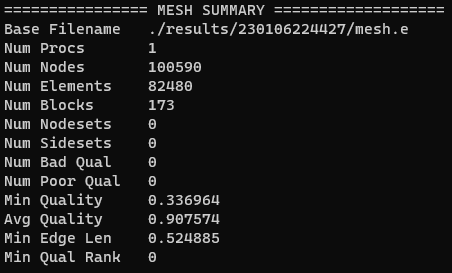 ================ MESH SUMMARY ===================
Base Filename   ./results/230106224427/mesh.e
Num Procs       1
Num Nodes       100590
Num Elements    82480
Num Blocks      173
Num Nodesets    0
Num Sidesets    0
Num Bad Qual    0
Num Poor Qual   0
Min Quality     0.336964
Avg Quality     0.907574
Min Edge Len    0.524885
Min Qual Rank   0